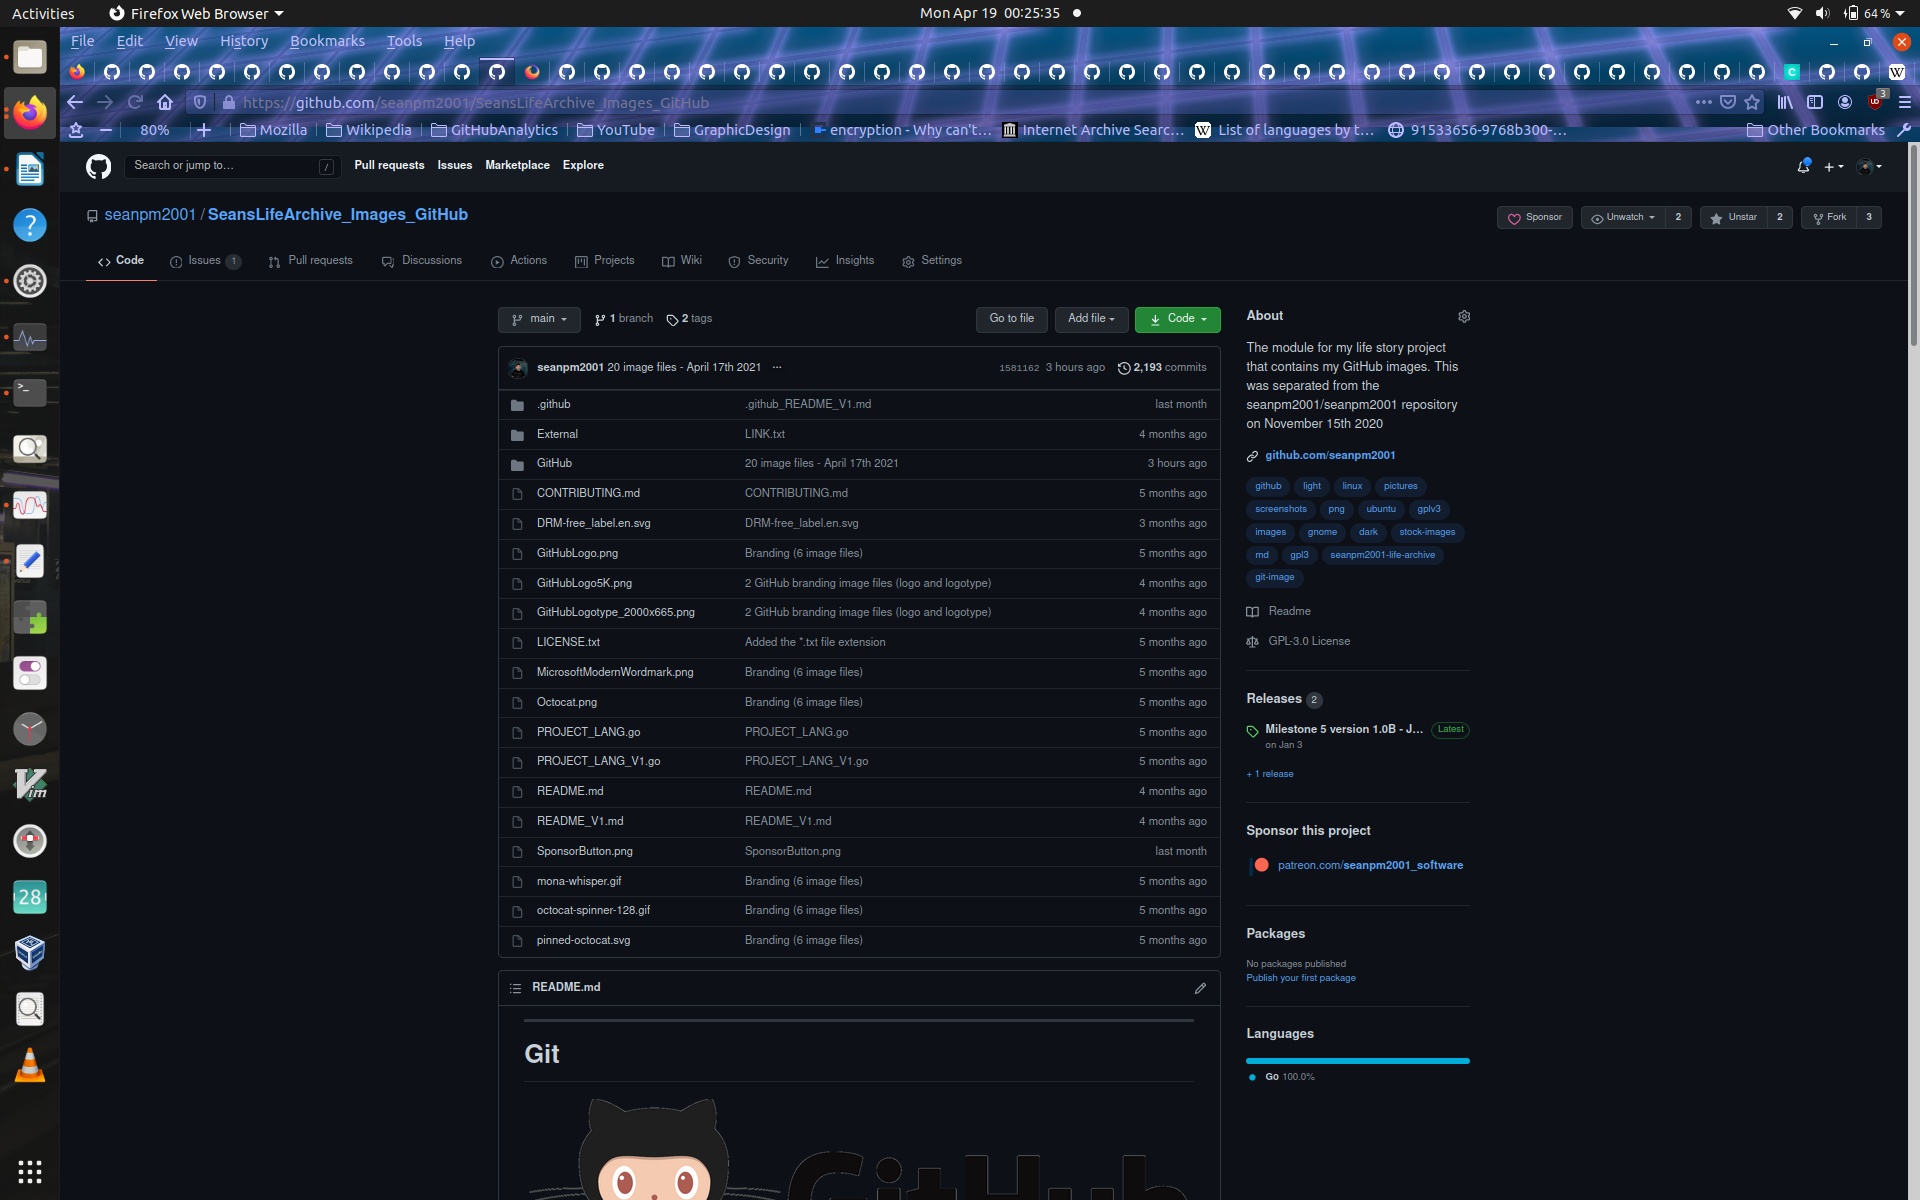 Activities Firefox Web Browser Mon Apr 19 00:25:35 64 %
File Edit View History Bookmarks Tools Help
https://github.com/seanpm2001/SeansLifeArchive_Images_GitHub 3
80% Mozilla Wikipedia GitHubAnalytics YouTube GraphicDesign encryption - Why can't… Internet Archive Searc… List of languages by t… 91533656-9768b300-… Other Bookmarks
Search or jump to… / Pull requests Issues Marketplace Explore
seanpm2001 / SeansLifeArchive_Images_GitHub Sponsor Unwatch 2 Unstar 2 Fork 3
Code Issues 1 Pull requests Discussions Actions Projects Wiki Security Insights Settings
main 1 branch 2 tags Go to file Add file Code
seanpm2001 20 image files - April 17th 2021 … 1581162 3 hours ago 2,193 commits
.github .github_README_V1.md last month
External LINK.txt 4 months ago
GitHub 20 image files - April 17th 2021 3 hours ago
CONTRIBUTING.md CONTRIBUTING.md 5 months ago
DRM-free_label.en.svg DRM-free_label.en.svg 3 months ago
GitHubLogo.png Branding (6 image files) 5 months ago
GitHubLogo5K.png 2 GitHub branding image files (logo and logotype) 4 months ago
GitHubLogotype_2000x665.png 2 GitHub branding image files (logo and logotype) 4 months ago
LICENSE.txt Added the *.txt file extension 5 months ago
MicrosoftModernWordmark.png Branding (6 image files) 5 months ago
Octocat.png Branding (6 image files) 5 months ago
PROJECT_LANG.go PROJECT_LANG.go 5 months ago
PROJECT_LANG_V1.go PROJECT_LANG_V1.go 5 months ago
README.md README.md 4 months ago
README_V1.md README_V1.md 4 months ago
SponsorButton.png SponsorButton.png last month
mona-whisper.gif Branding (6 image files) 5 months ago
octocat-spinner-128.gif Branding (6 image files) 5 months ago
pinned-octocat.svg Branding (6 image files) 5 months ago
README.md
Git
GitHub
About
The module for my life story project
that contains my GitHub images. This
was separated from the
seanpm2001/seanpm2001 repository
on November 15th 2020
github.com/seanpm2001
github light linux pictures
screenshots png ubuntu gplv3
images gnome dark stock-images
md gpl3 seanpm2001-life-archive
git-image
Readme
GPL-3.0 License
Releases 2
Milestone 5 version 1.0B - J… Latest
on Jan 3
+ 1 release
Sponsor this project
patreon.com/seanpm2001_software
Packages
No packages published
Publish your first package
Languages
Go 100.0%
28